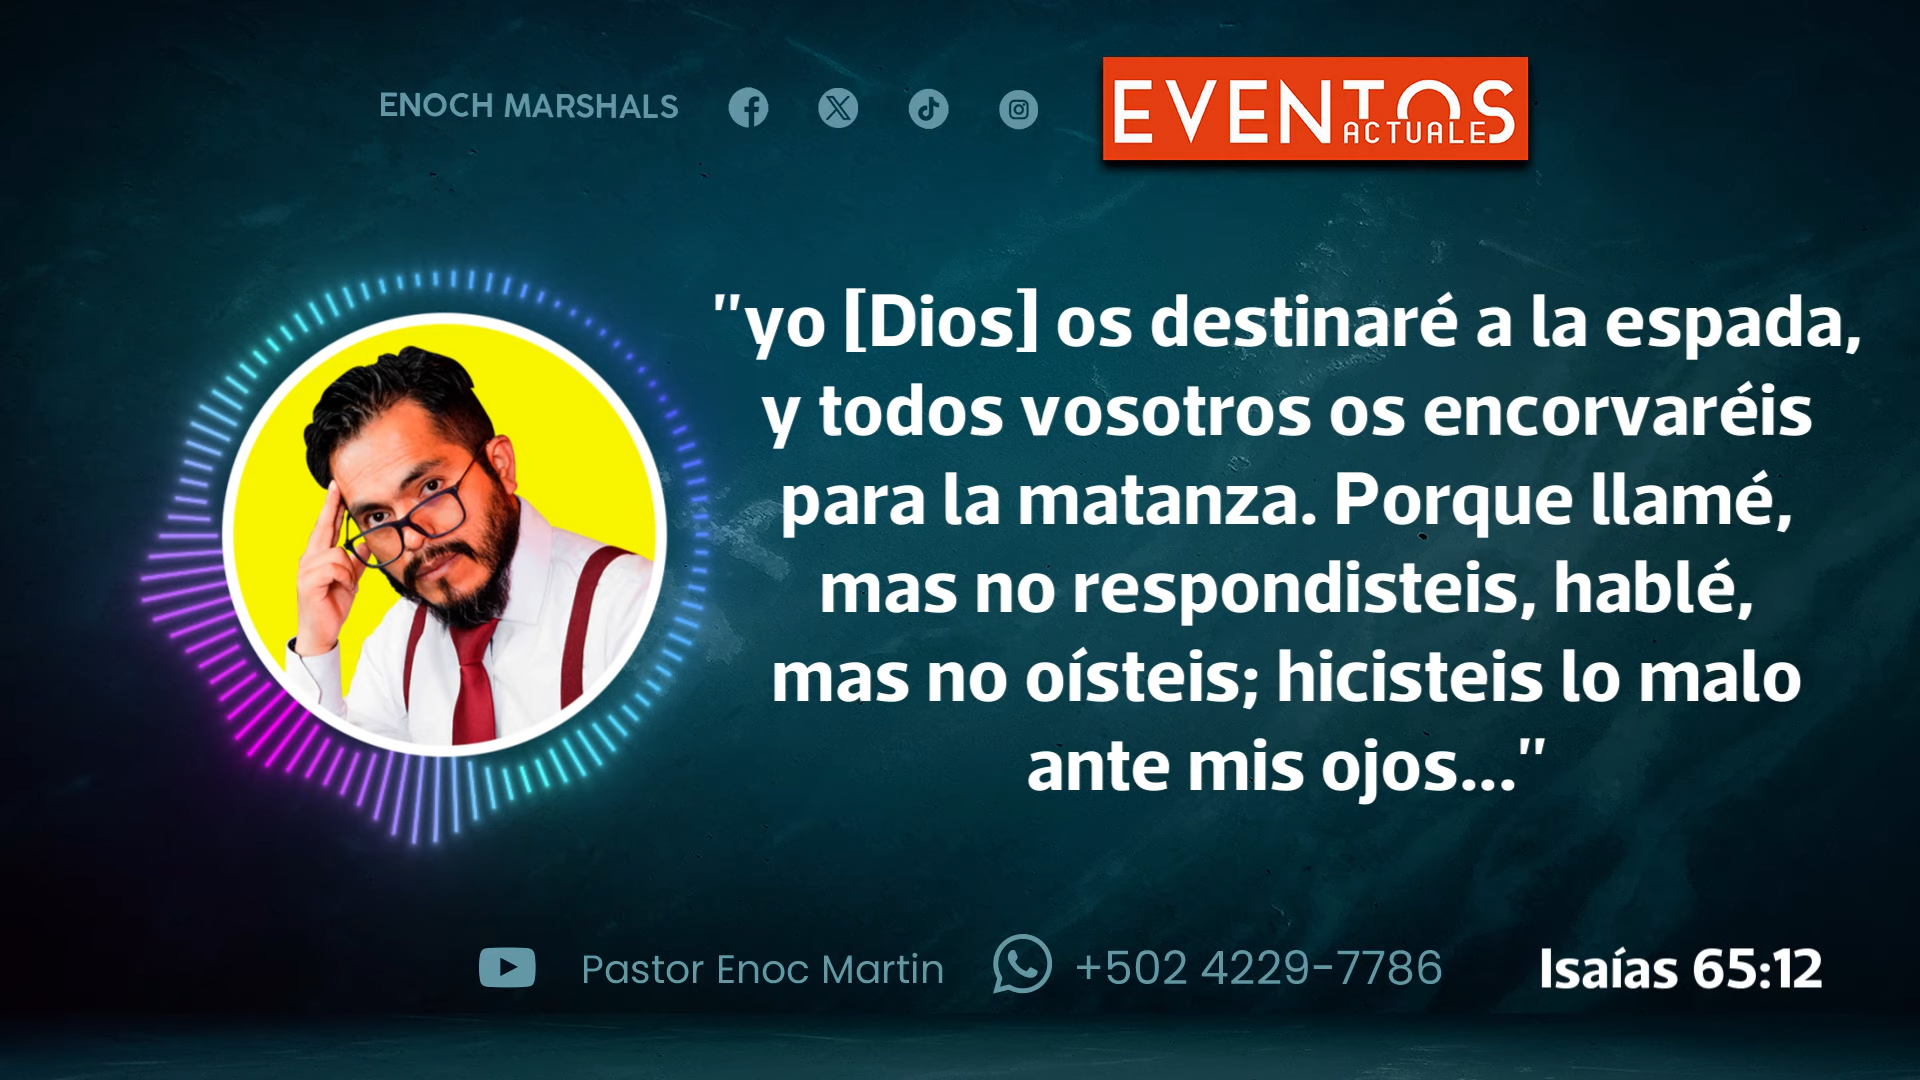 ENOCH MARSHALS
EVENTOS
ACTUALES
"yo [Dios] os destinaré a la espada,
y todos vosotros os encorvaréis
para la matanza. Porque llamé,
mas no respondisteis, hablé,
mas no oísteis; hicisteis lo malo
ante mis ojos..."
Pastor Enoc Martin
+502 4229-7786
Isaías 65:12